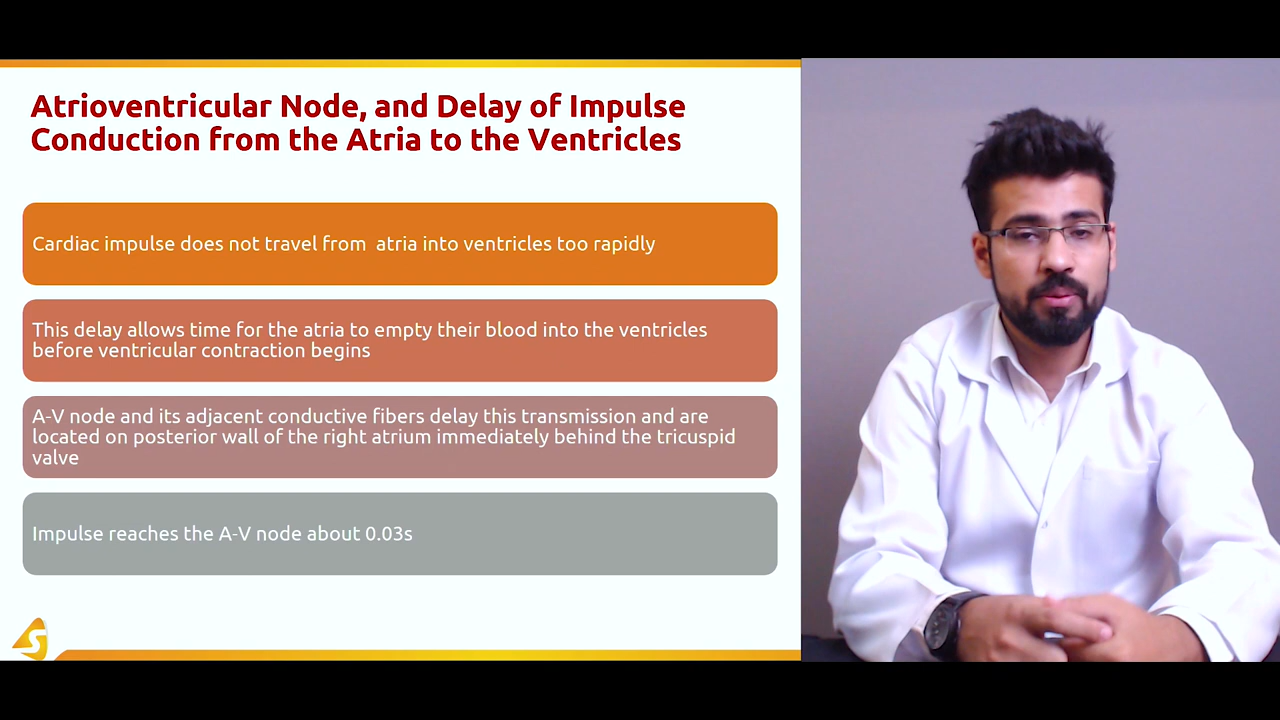 Atrioventricular Node, and Delay of Impulse
Conduction from the Atria to the Ventricles
Cardiac impulse does not travel from  atria into ventricles too rapidly
This delay allows time for the atria to empty their blood into the ventricles
before ventricular contraction begins
A-V node and its adjacent conductive fibers delay this transmission and are
located on posterior wall of the right atrium immediately behind the tricuspid
valve
Impulse reaches the A-V node about 0.03s
S